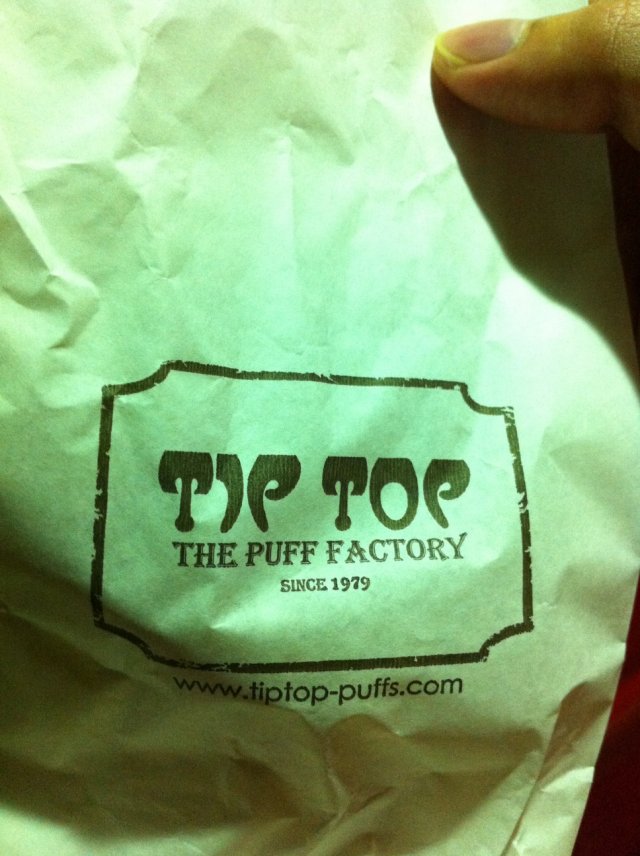 TIP TOP
THE PUFF FACTORY
SINCE 1979
www.tiptop-puffs.com